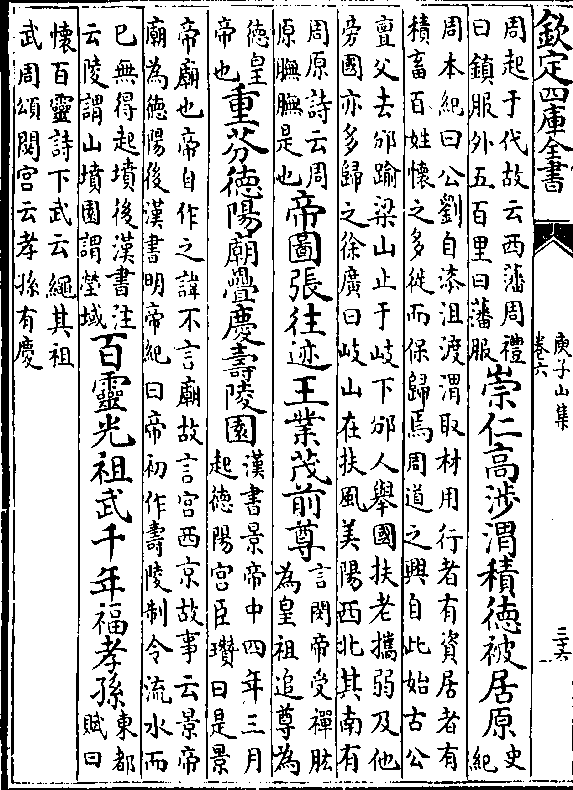 欽定四庫全書
庾子山集
卷六
三六
周起于代故云西藩周禮
曰鎮服外五百里曰藩服
崇仁高涉渭積德被居原
史
紀
周本紀曰公劉自漆沮渡渭取材用行者有資居者有
積畜百姓懷之多從而保歸焉周道之興自此始古公
亶父去邠踰梁山止于岐下邠人舉國扶老攜弱及他
旁國亦多歸之徐廣曰岐山在扶風美陽西北其南有
周原詩云周
原膴膴是也
帝圖張往迹王業茂前尊
言閔帝受禪肱
為皇祖追尊為
德皇
帝也
重芬德陽廟疊慶壽陵園
漢書景帝中四年三月
起德陽宮臣瓚曰是景
帝廟也帝自作之諱不言廟故言宮西京故事云景帝
廟為德陽後漢書明帝紀曰帝初作壽陵制令流水而
已無得起墳後漢書注
云陵謂山墳園謂塋域
百靈光祖武千年福孝孫
東都
賦曰
懷百靈詩下武云繩其祖
武周頌閟宮云孝孫有慶